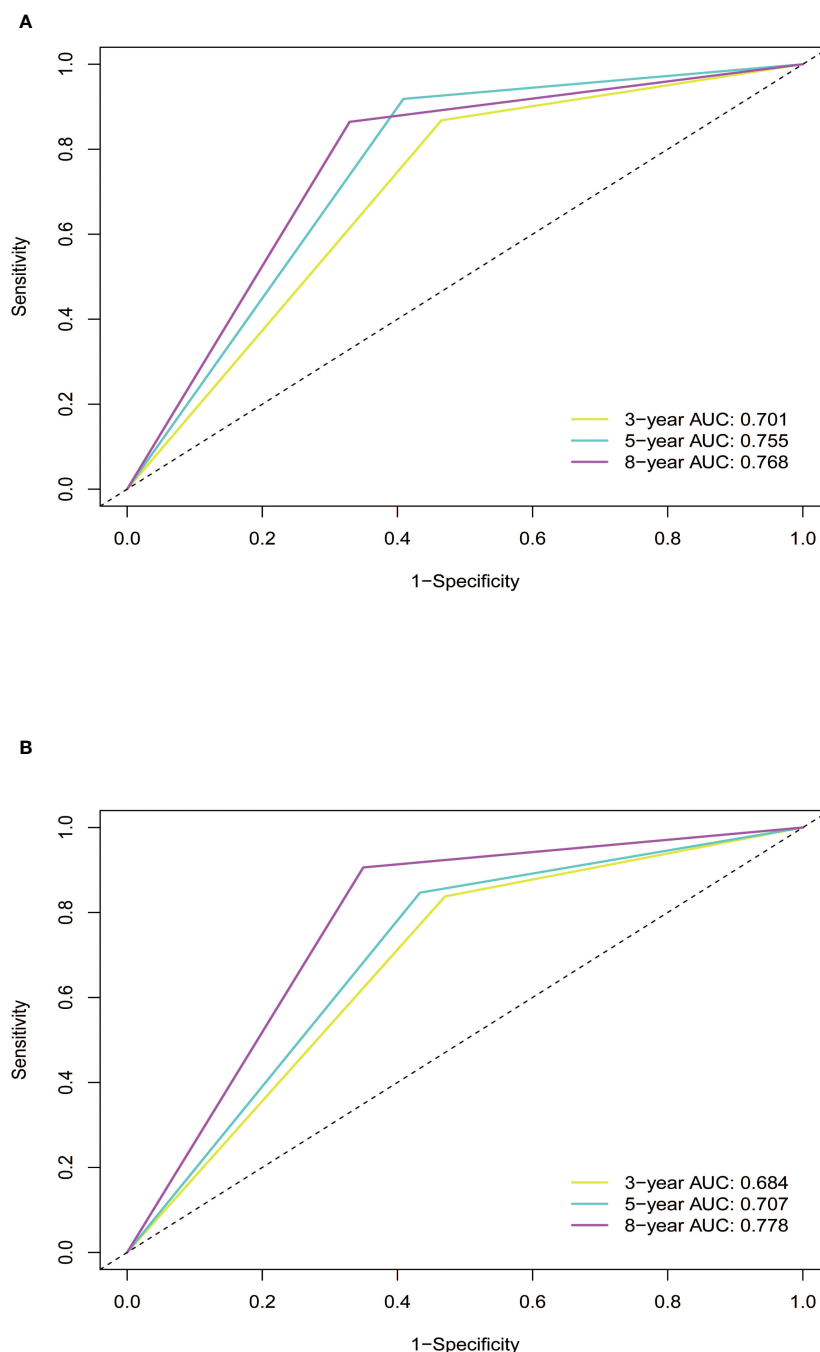 A
1.0
0.8
0.6
0.4
0.2
0.0
Sensitivity
3−year AUC: 0.701
5−year AUC: 0.755
8−year AUC: 0.768
0.0 0.2 0.4 0.6 0.8 1.0
1−Specificity
B
1.0
0.8
0.6
0.4
0.2
0.0
Sensitivity
3−year AUC: 0.684
5−year AUC: 0.707
8−year AUC: 0.778
0.0 0.2 0.4 0.6 0.8 1.0
1−Specificity